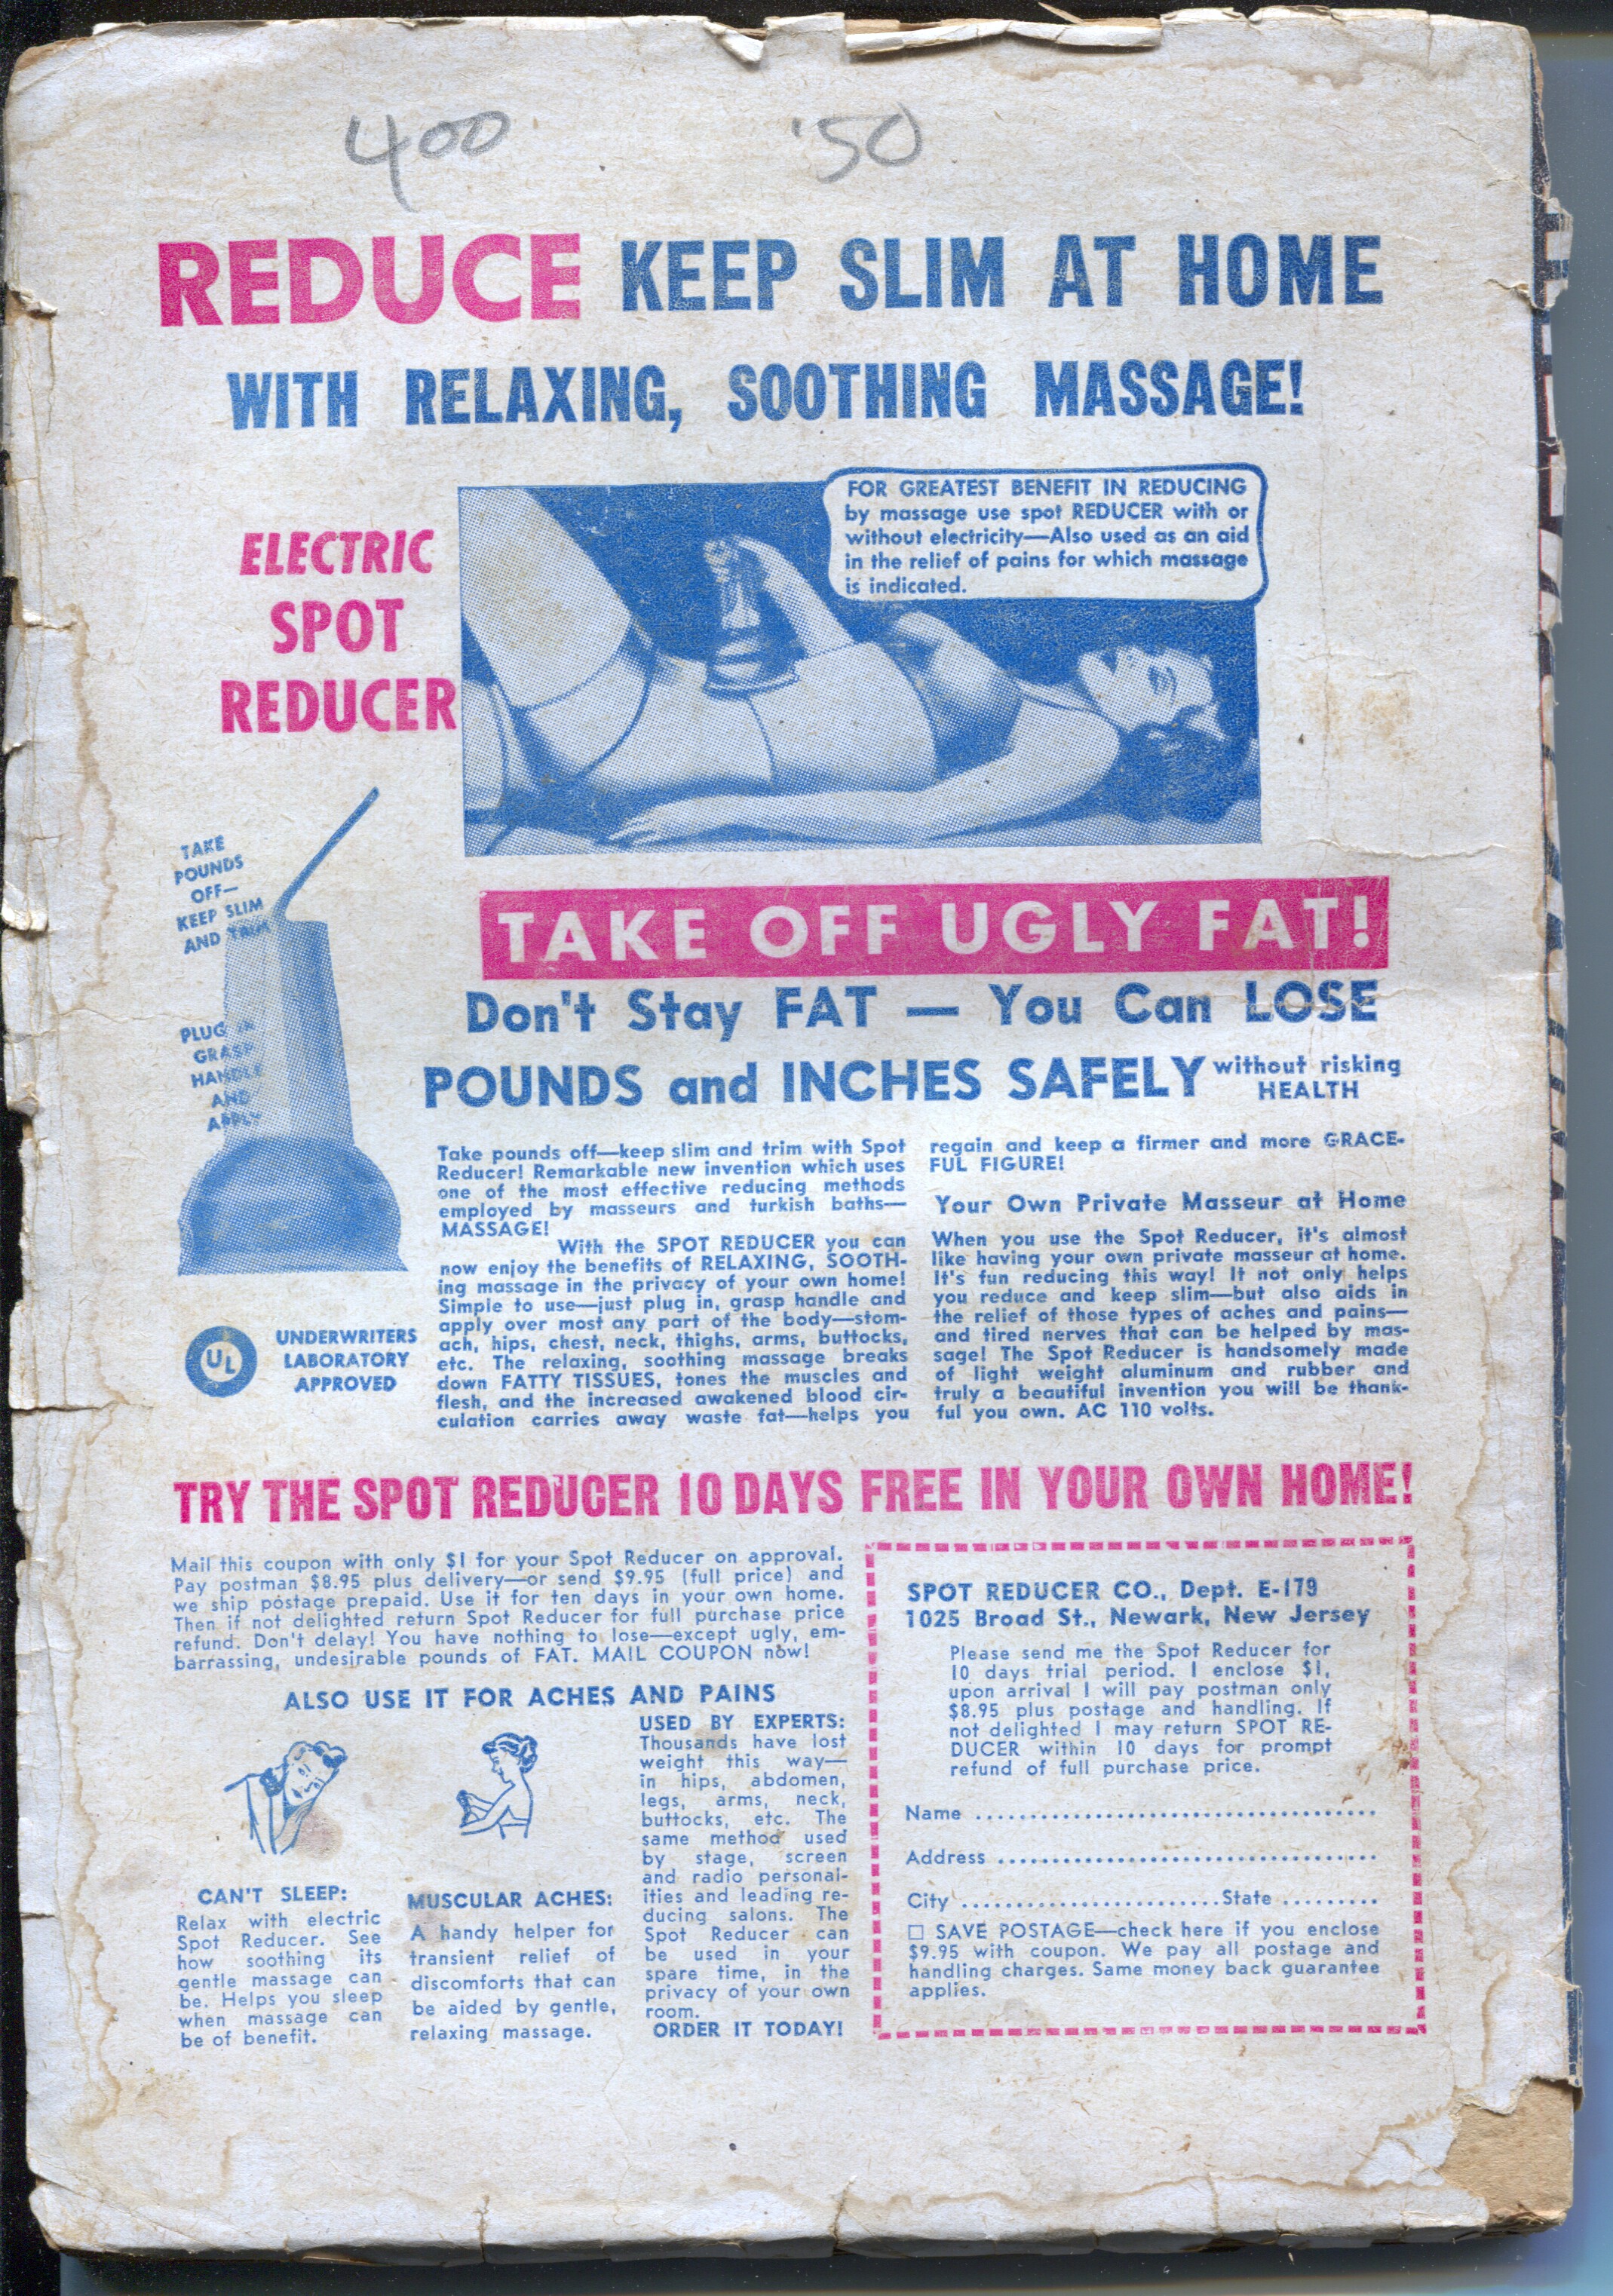 400 '50
REDUCE KEEP SLIM AT HOME
WITH RELAXING, SOOTHING MASSAGE!
ELECTRIC
SPOT
REDUCER
FOR GREATEST BENEFIT IN REDUCING
by massage use spot REDUCER with or
without electricity—Also used as an aid
in the relief of pains for which massage
is indicated.
TAKE
POUNDS
OFF—
KEEP SLIM
AND TRIM
PLUG IN
GRASP
HANDLE
AND
APPLY
UL
UNDERWRITERS
LABORATORY
APPROVED
TAKE OFF UGLY FAT!
Don't Stay FAT — You Can LOSE
POUNDS and INCHES SAFELY without risking
HEALTH
Take pounds off—keep slim and trim with Spot
Reducer! Remarkable new invention which uses
one of the most effective reducing methods
employed by masseurs and turkish baths—
MASSAGE!
With the SPOT REDUCER you can
now enjoy the benefits of RELAXING, SOOTH-
ing massage in the privacy of your own home!
Simple to use—just plug in, grasp handle and
apply over most any part of the body—stom-
ach, hips, chest, neck, thighs, arms, buttocks,
etc. The relaxing, soothing massage breaks
down FATTY TISSUES, tones the muscles and
flesh, and the increased awakened blood cir-
culation carries away waste fat—helps you
regain and keep a firmer and more GRACE-
FUL FIGURE!
Your Own Private Masseur at Home
When you use the Spot Reducer, it's almost
like having your own private masseur at home.
It's fun reducing this way! It not only helps
you reduce and keep slim—but also aids in
the relief of those types of aches and pains—
and tired nerves that can be helped by mas-
sage! The Spot Reducer is handsomely made
of light weight aluminum and rubber and
truly a beautiful invention you will be thank-
ful you own. AC 110 volts.
TRY THE SPOT REDUCER 10 DAYS FREE IN YOUR OWN HOME!
Mail this coupon with only $1 for your Spot Reducer on approval.
Pay postman $8.95 plus delivery—or send $9.95 (full price) and
we ship postage prepaid. Use it for ten days in your own home.
Then if not delighted return Spot Reducer for full purchase price
refund. Don't delay! You have nothing to lose—except ugly, em-
barrassing, undesirable pounds of FAT. MAIL COUPON now!
ALSO USE IT FOR ACHES AND PAINS
CAN'T SLEEP:
Relax with electric
Spot Reducer. See
how soothing its
gentle massage can
be. Helps you sleep
when massage can
be of benefit.
MUSCULAR ACHES:
A handy helper for
transient relief of
discomforts that can
be aided by gentle,
relaxing massage.
USED BY EXPERTS:
Thousands have lost
weight this way—
in hips, abdomen,
legs, arms, neck,
buttocks, etc. The
same method used
by stage, screen
and radio personal-
ities and leading re-
ducing salons. The
Spot Reducer can
be used in your
spare time, in the
privacy of your own
room.
ORDER IT TODAY!
SPOT REDUCER CO., Dept. E-179
1025 Broad St., Newark, New Jersey
Please send me the Spot Reducer for
10 days trial period. I enclose $1,
upon arrival I will pay postman only
$8.95 plus postage and handling. If
not delighted I may return SPOT RE-
DUCER within 10 days for prompt
refund of full purchase price.
Name .....................................
Address ..................................
City ........................State .........
□ SAVE POSTAGE—check here if you enclose
$9.95 with coupon. We pay all postage and
handling charges. Same money back guarantee
applies.